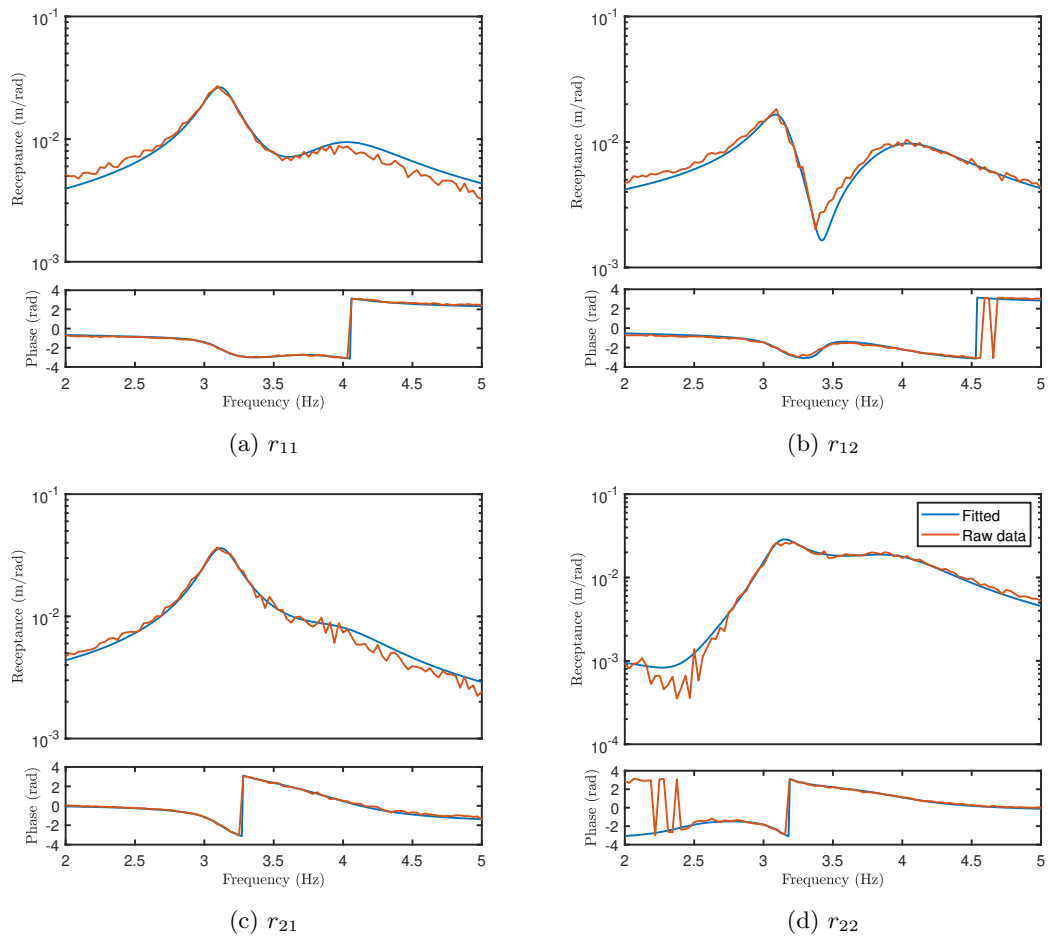 10^-1
10^-2
10^-3
Receptance (m/rad)
4
2
0
-2
-4
Phase (rad)
2 2.5 3 3.5 4 4.5 5
Frequency (Hz)
(a) r11
10^-1
10^-2
10^-3
Receptance (m/rad)
4
2
0
-2
-4
Phase (rad)
2 2.5 3 3.5 4 4.5 5
Frequency (Hz)
(b) r12
10^-1
10^-2
10^-3
Receptance (m/rad)
4
2
0
-2
-4
Phase (rad)
2 2.5 3 3.5 4 4.5 5
Frequency (Hz)
(c) r21
10^-1
10^-2
10^-3
10^-4
Receptance (m/rad)
Fitted
Raw data
4
2
0
-2
-4
Phase (rad)
2 2.5 3 3.5 4 4.5 5
Frequency (Hz)
(d) r22